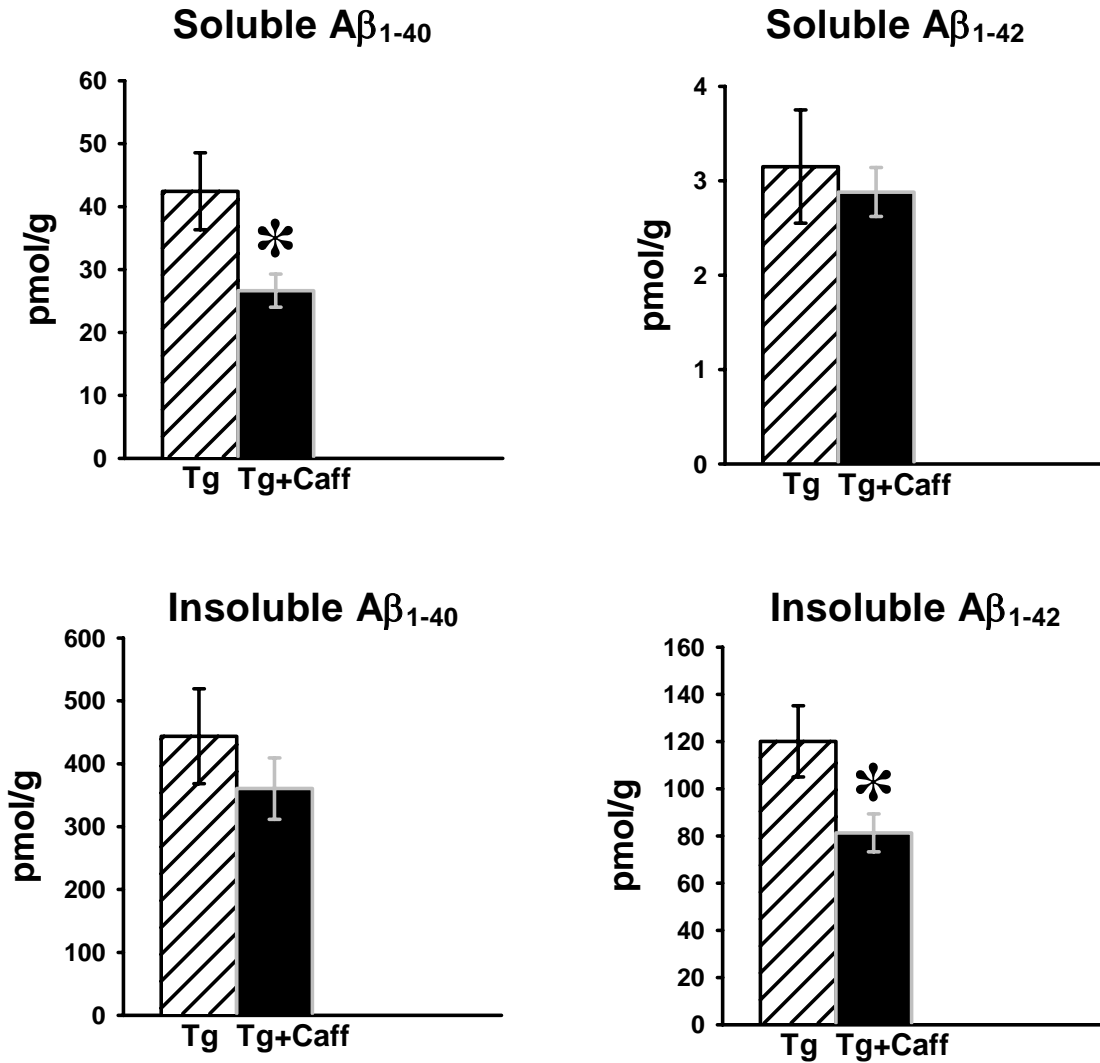 Soluble Aβ1-40
60
50
40
30
20
10
0
pmol/g
*
Tg Tg+Caff
Soluble Aβ1-42
4
3
2
1
0
pmol/g
Tg Tg+Caff
Insoluble Aβ1-40
600
500
400
300
200
100
0
pmol/g
Tg Tg+Caff
Insoluble Aβ1-42
160
140
120
100
80
60
40
20
0
pmol/g
*
Tg Tg+Caff